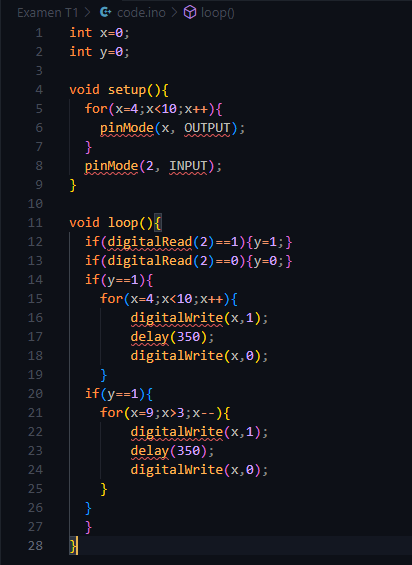 Examen T1 > code.ino > loop()
1 int x=0;
2 int y=0;
3
4 void setup(){
5   for(x=4;x<10;x++){
6     pinMode(x, OUTPUT);
7   }
8   pinMode(2, INPUT);
9 }
10
11 void loop(){
12   if(digitalRead(2)==1){y=1;}
13   if(digitalRead(2)==0){y=0;}
14   if(y==1){
15     for(x=4;x<10;x++){
16         digitalWrite(x,1);
17         delay(350);
18         digitalWrite(x,0);
19     }
20   if(y==1){
21     for(x=9;x>3;x--){
22         digitalWrite(x,1);
23         delay(350);
24         digitalWrite(x,0);
25     }
26   }
27   }
28 }